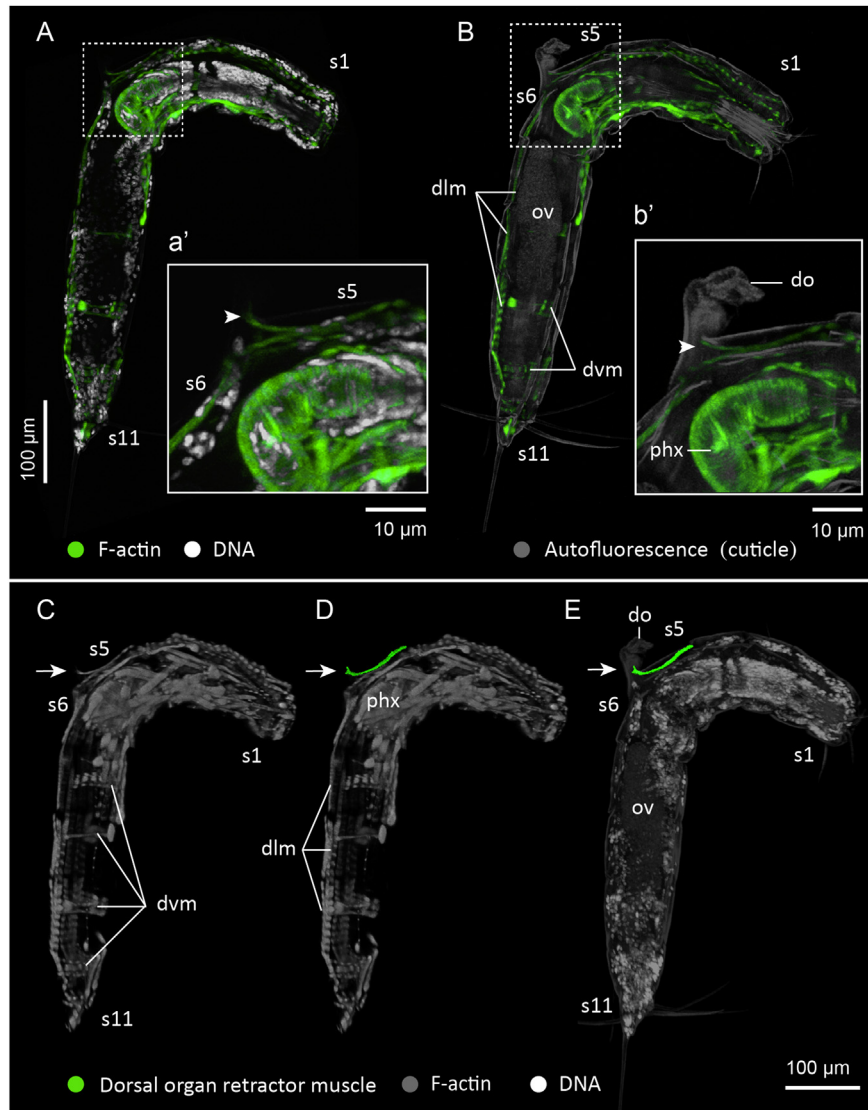 A
B
s5
s1
s1
s6
dlm
ov
a’
b’
do
s5
s6
dvm
phx
100 µm
s11
s11
10 µm
10 µm
F-actin
DNA
Autofluorescence (cuticle)
C
D
E
do
s5
s5
s6
phx
s6
s1
s1
ov
dlm
dvm
s11
s11
100 µm
Dorsal organ retractor muscle
F-actin
DNA